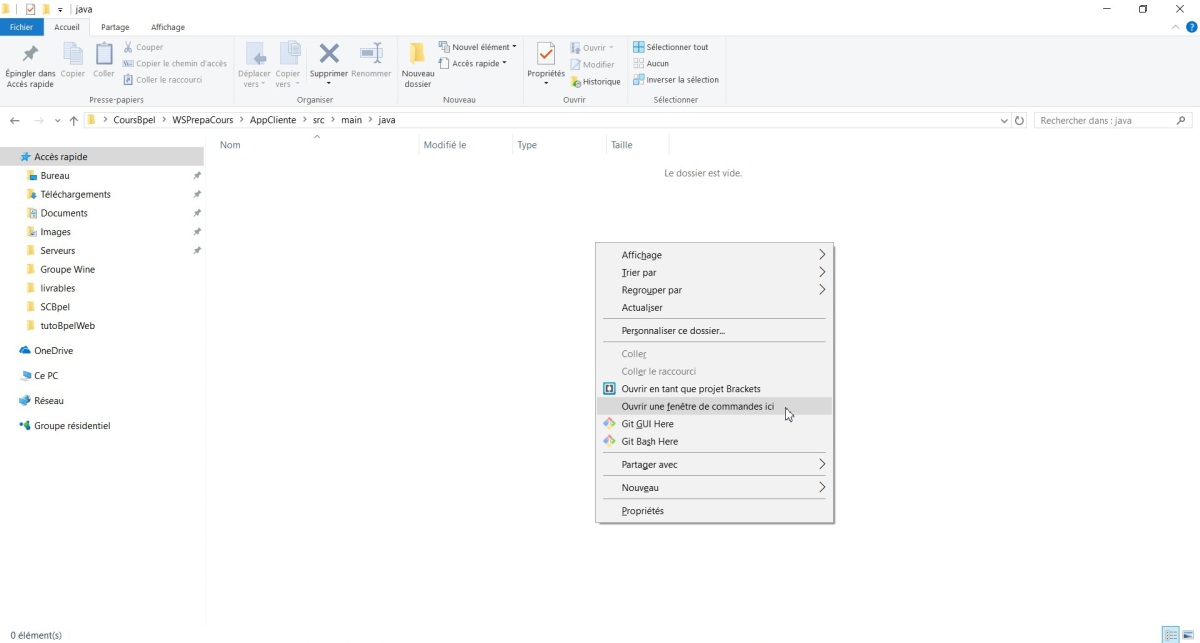 java
Fichier Accueil Partage Affichage
Épingler dans Accès rapide
Copier
Coller
Couper
Copier le chemin d'accès
Coller le raccourci
Presse-papiers
Déplacer vers
Copier vers
Supprimer
Renommer
Organiser
Nouveau dossier
Nouvel élément
Accès rapide
Nouveau
Propriétés
Ouvrir
Modifier
Historique
Ouvrir
Sélectionner tout
Aucun
Inverser la sélection
Sélectionner
CoursBpel > WSPrepaCours > AppCliente > src > main > java
Rechercher dans : java
Nom Modifié le Type Taille
Le dossier est vide.
Accès rapide
Bureau
Téléchargements
Documents
Images
Serveurs
Groupe Wine
livrables
SCBpel
tutoBpelWeb
OneDrive
Ce PC
Réseau
Groupe résidentiel
Affichage
Trier par
Regrouper par
Actualiser
Personnaliser ce dossier...
Coller
Coller le raccourci
Ouvrir en tant que projet Brackets
Ouvrir une fenêtre de commandes ici
Git GUI Here
Git Bash Here
Partager avec
Nouveau
Propriétés
0 élément(s)